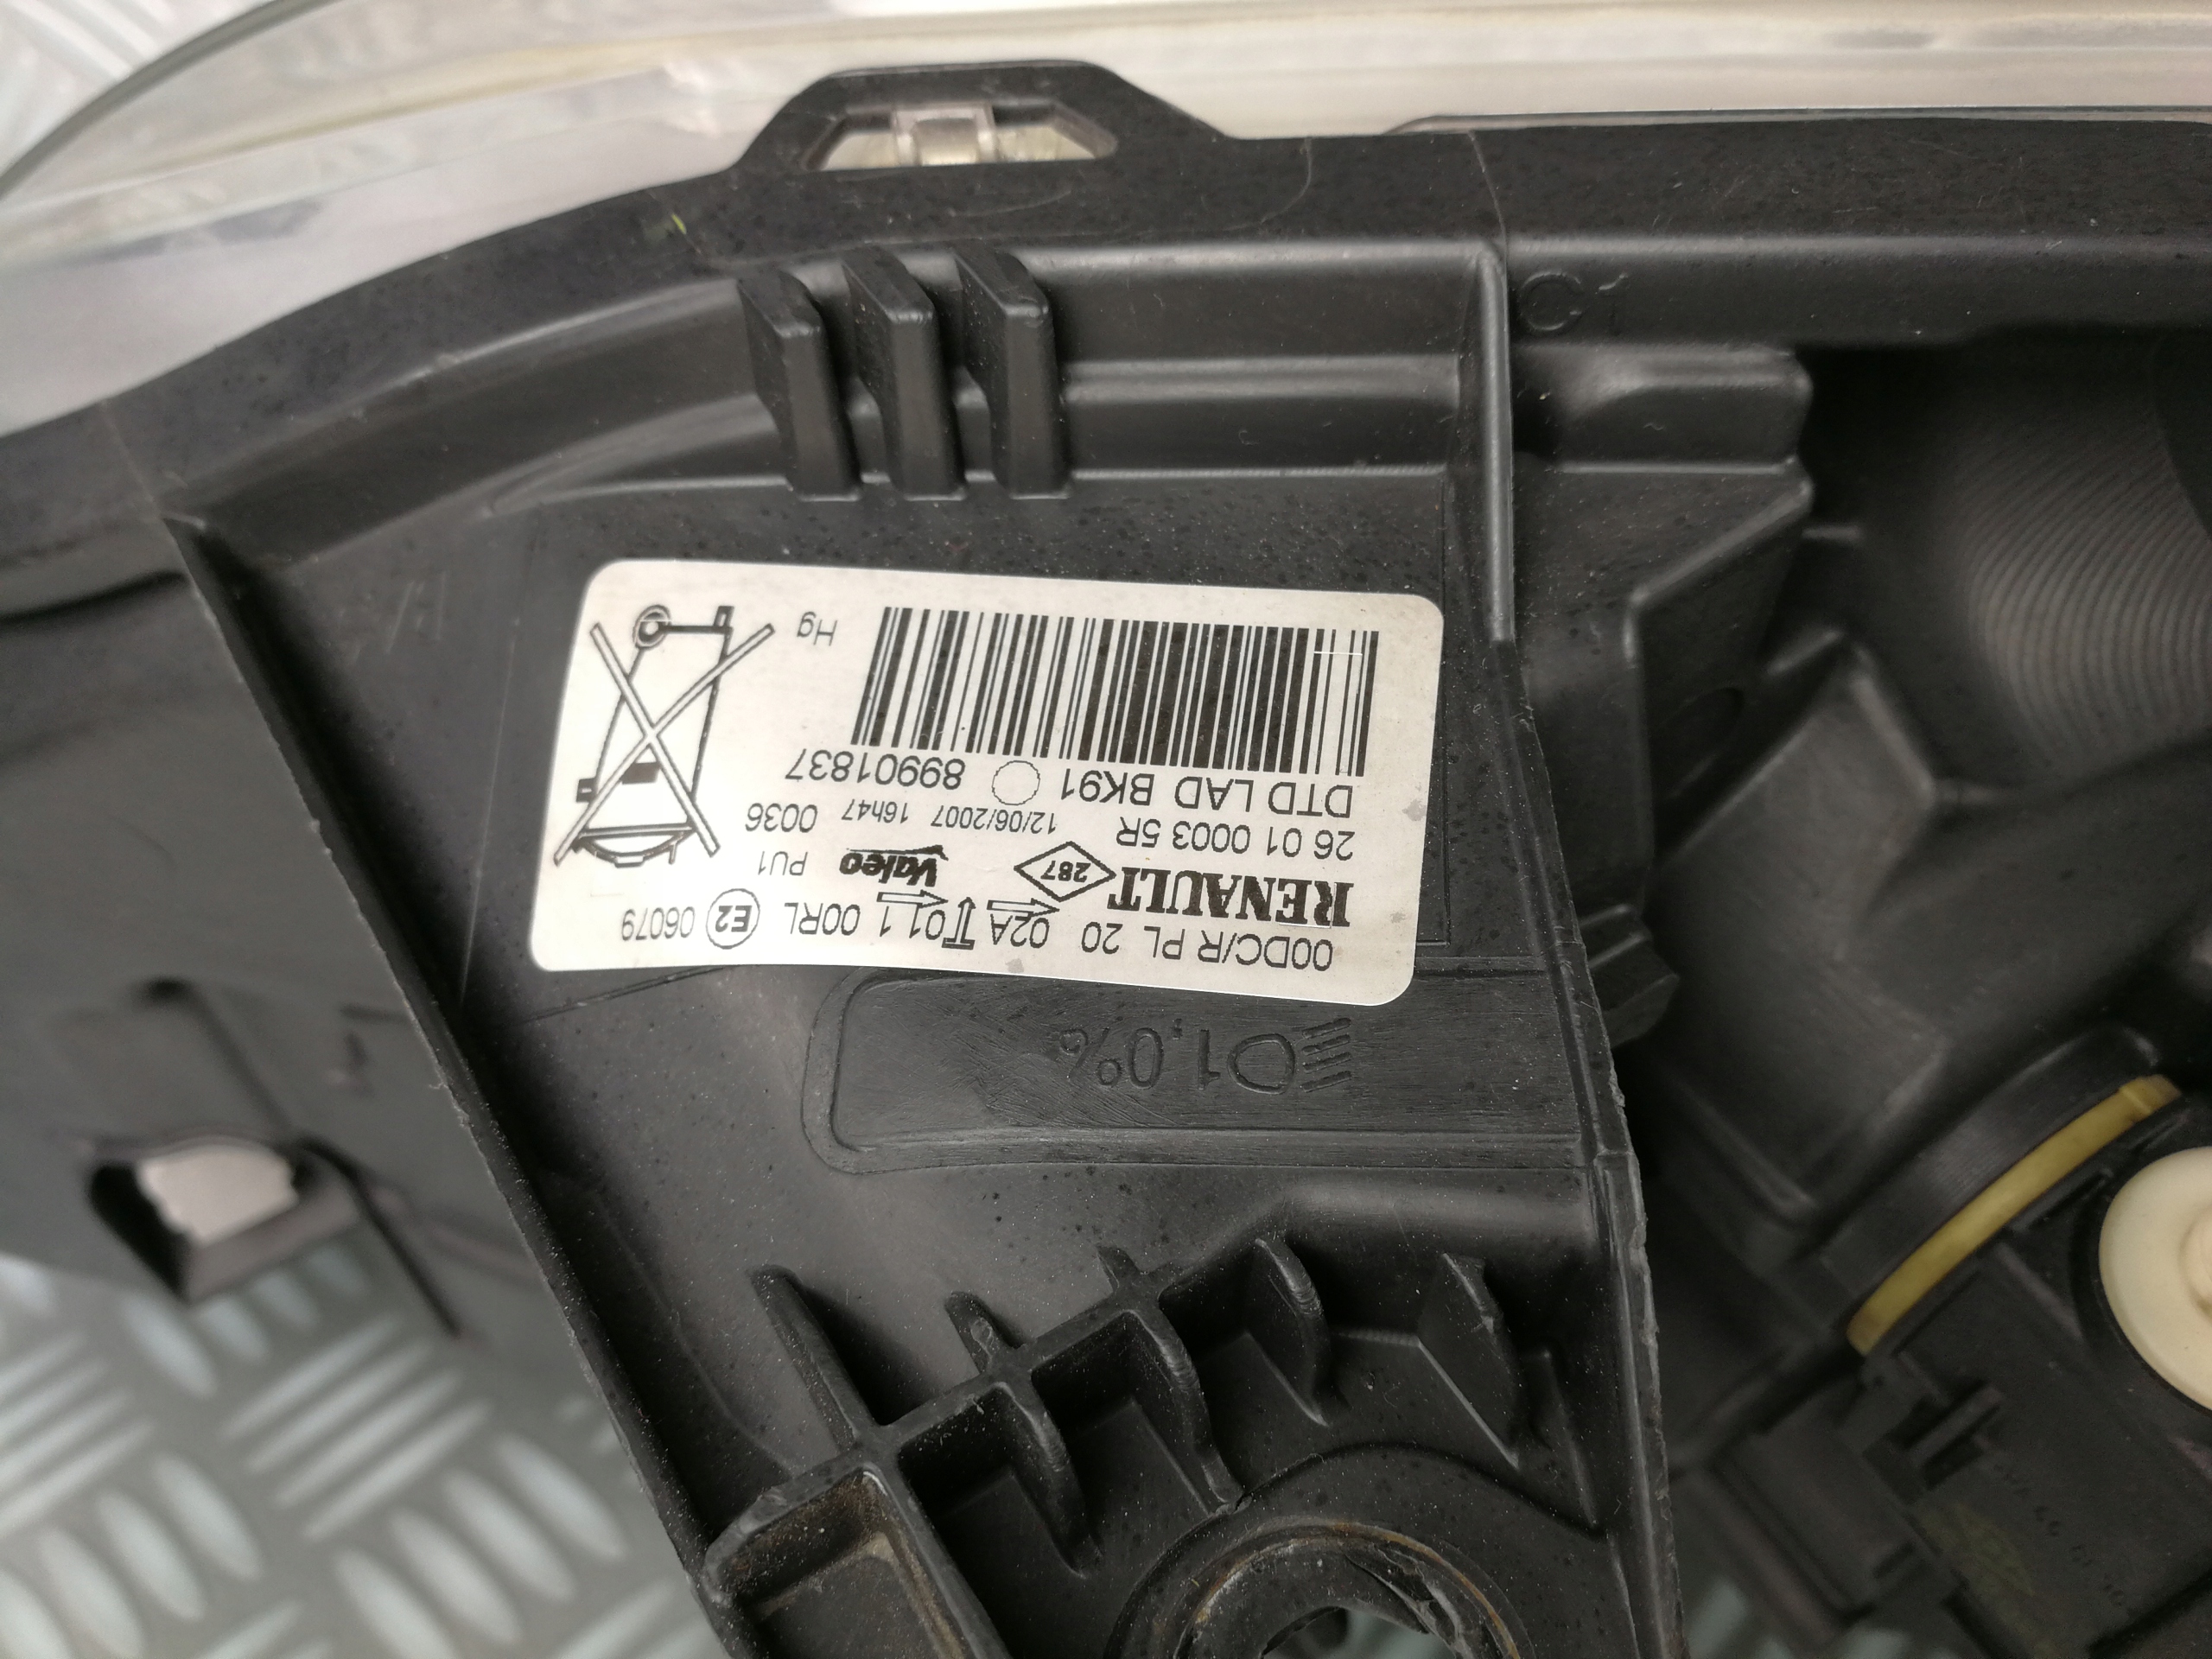 00DC/R PL 20 02A 01 1 00RL E2 06079
RENAULT 287 Valeo PU1
26 01 0003 5R 12/06/2007 16h47 0036
DTD LAD BK91 89901837
Hg
1,0%
C1